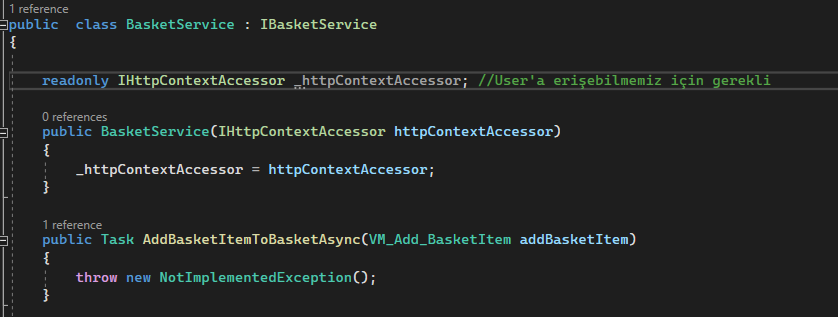 1 reference
public  class BasketService : IBasketService
{
readonly IHttpContextAccessor _httpContextAccessor; //User'a erişebilmemiz için gerekli
0 references
public BasketService(IHttpContextAccessor httpContextAccessor)
{
_httpContextAccessor = httpContextAccessor;
}
1 reference
public Task AddBasketItemToBasketAsync(VM_Add_BasketItem addBasketItem)
{
throw new NotImplementedException();
}